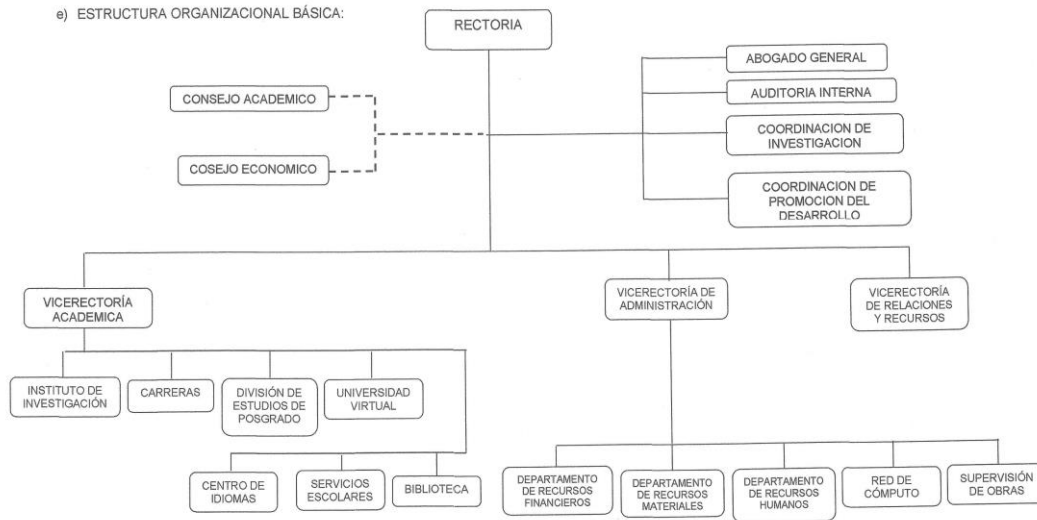 e) ESTRUCTURA ORGANIZACIONAL BÁSICA:
RECTORIA
ABOGADO GENERAL
CONSEJO ACADEMICO
AUDITORIA INTERNA
COORDINACION DE
INVESTIGACION
COSEJO ECONOMICO
COORDINACION DE
PROMOCION DEL
DESARROLLO
VICERECTORÍA
ACADEMICA
VICERECTORÍA DE
ADMINISTRACIÓN
VICERECTORÍA
DE RELACIONES
Y RECURSOS
INSTITUTO DE
INVESTIGACIÓN
CARRERAS
DIVISIÓN DE
ESTUDIOS DE
POSGRADO
UNIVERSIDAD
VIRTUAL
CENTRO DE
IDIOMAS
SERVICIOS
ESCOLARES
BIBLIOTECA
DEPARTAMENTO
DE RECURSOS
FINANCIEROS
DEPARTAMENTO
DE RECURSOS
MATERIALES
DEPARTAMENTO
DE RECURSOS
HUMANOS
RED DE
CÓMPUTO
SUPERVISIÓN
DE OBRAS